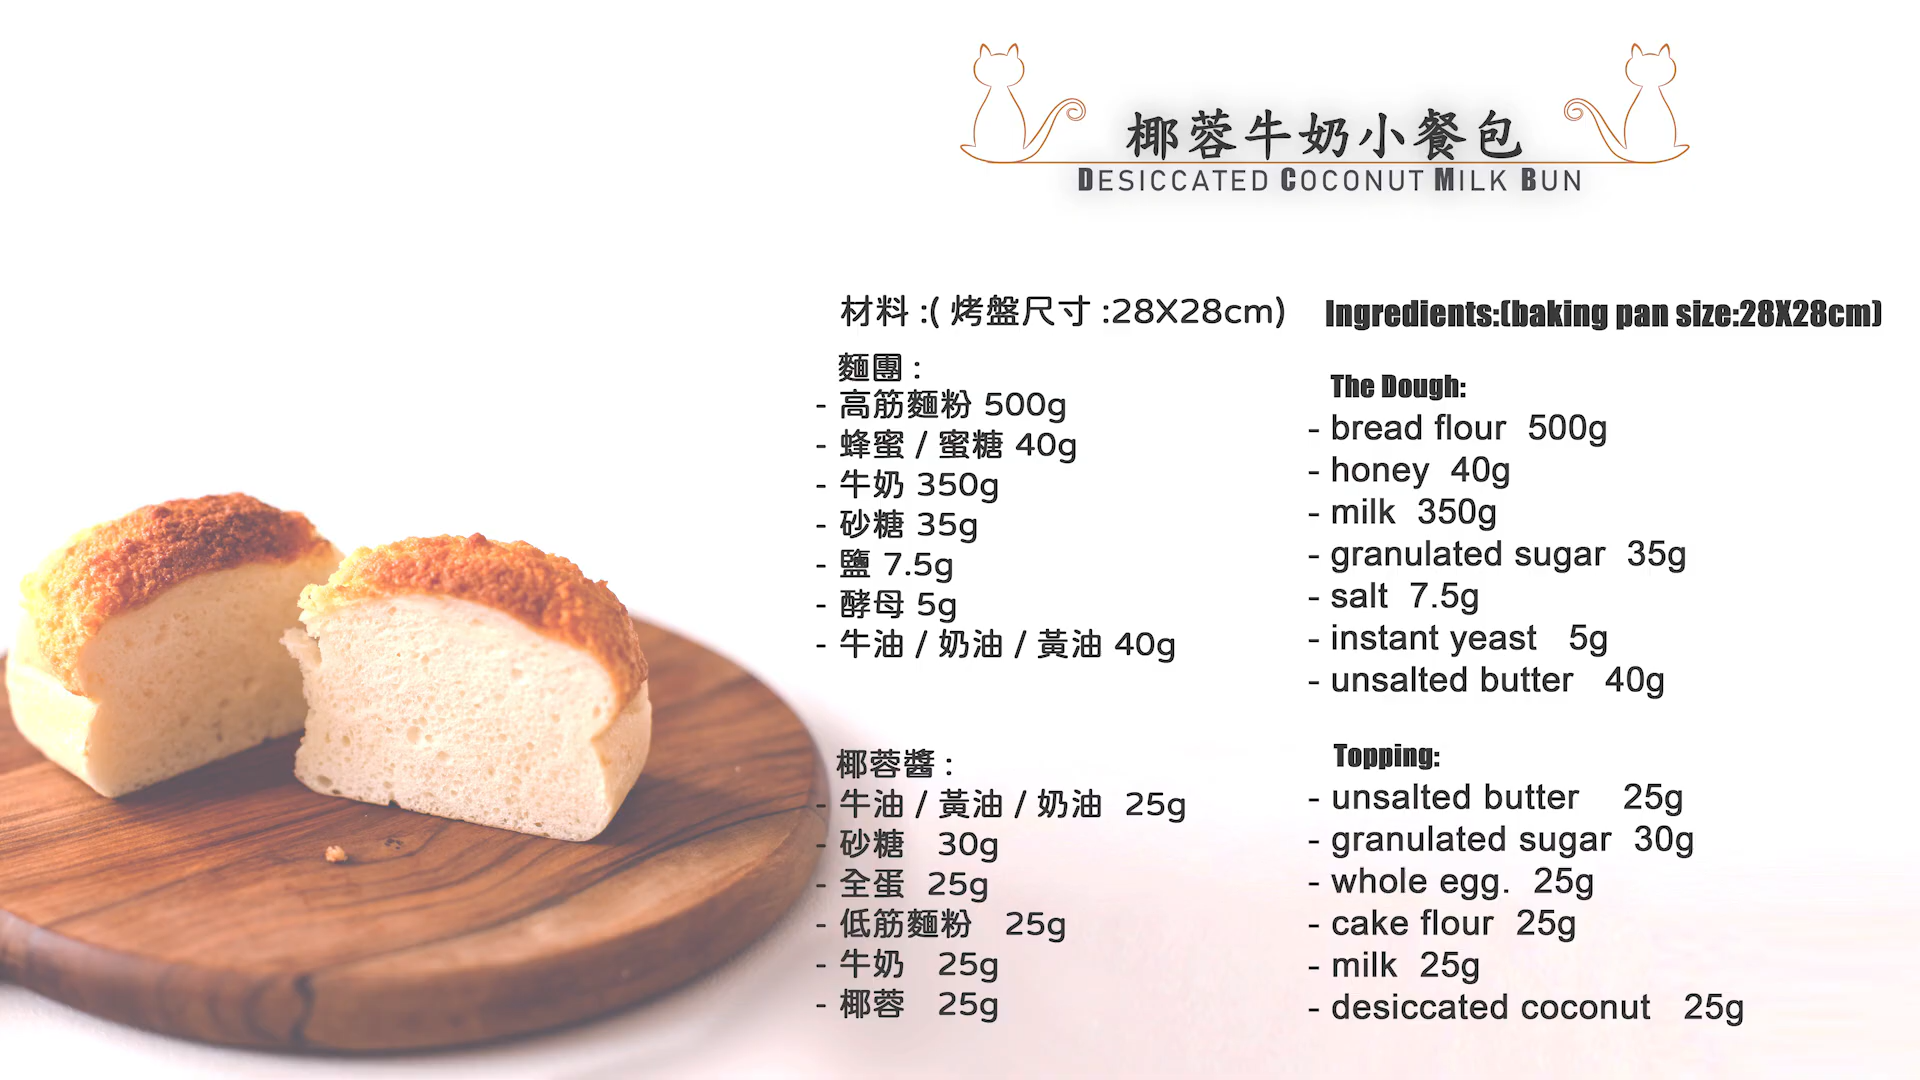 椰蓉牛奶小餐包
DESICCATED COCONUT MILK BUN
材料 :( 烤盤尺寸 :28X28cm)
麵團 :
- 高筋麵粉 500g
- 蜂蜜 / 蜜糖 40g
- 牛奶 350g
- 砂糖 35g
- 鹽 7.5g
- 酵母 5g
- 牛油 / 奶油 / 黃油 40g
椰蓉醬 :
- 牛油 / 黃油 / 奶油 25g
- 砂糖 30g
- 全蛋 25g
- 低筋麵粉 25g
- 牛奶 25g
- 椰蓉 25g
Ingredients:(baking pan size:28X28cm)
The Dough:
- bread flour 500g
- honey 40g
- milk 350g
- granulated sugar 35g
- salt 7.5g
- instant yeast 5g
- unsalted butter 40g
Topping:
- unsalted butter 25g
- granulated sugar 30g
- whole egg. 25g
- cake flour 25g
- milk 25g
- desiccated coconut 25g